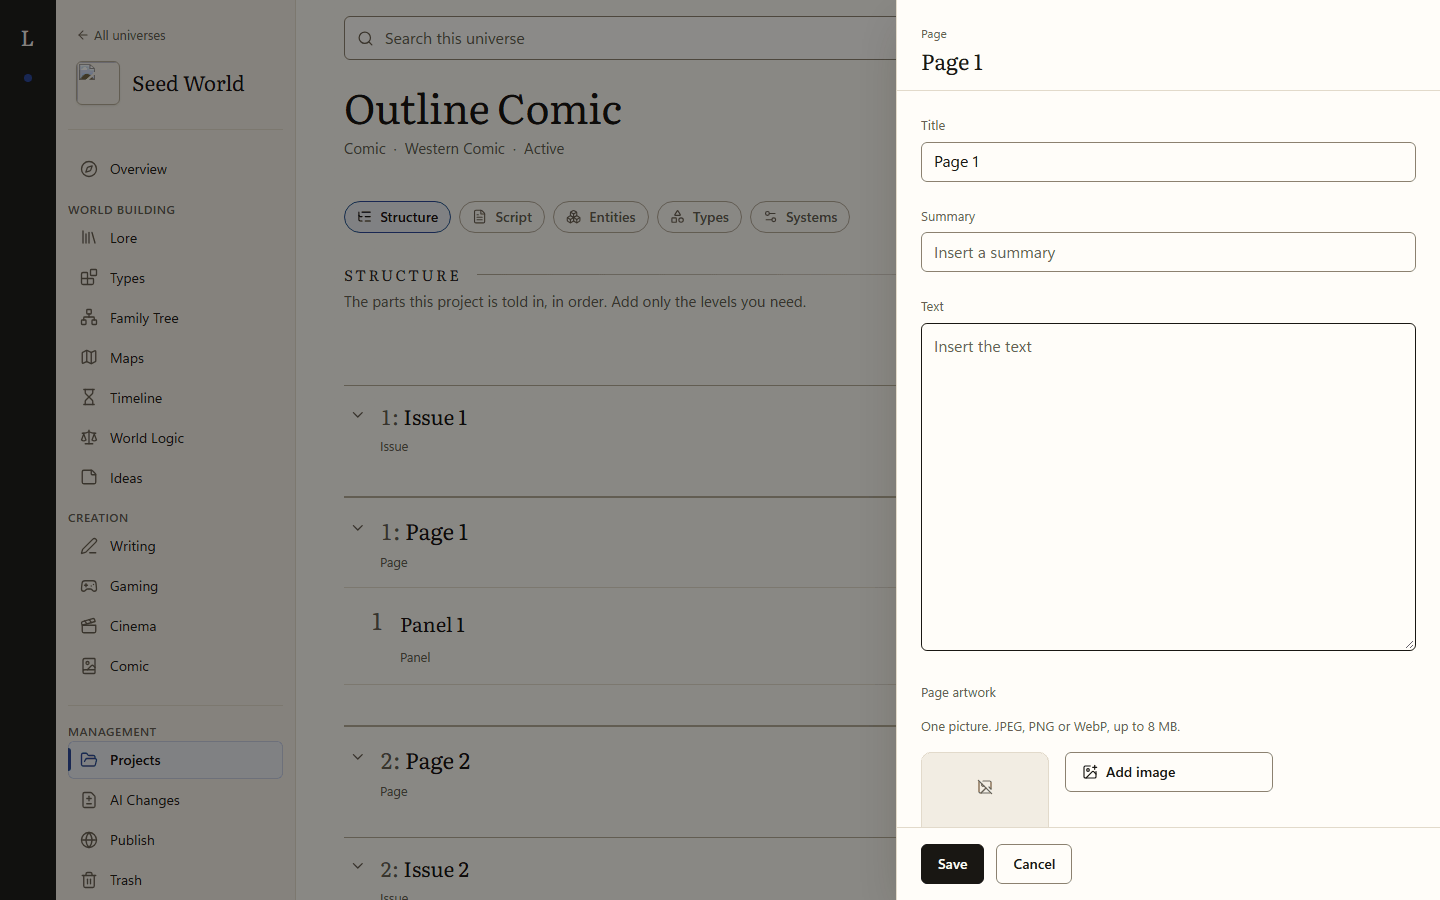 L
All universes
Seed World
Overview
WORLD BUILDING
Lore
Types
Family Tree
Maps
Timeline
World Logic
Ideas
CREATION
Writing
Gaming
Cinema
Comic
MANAGEMENT
Projects
AI Changes
Publish
Trash
Search this universe
Outline Comic
Comic · Western Comic · Active
Structure Script Entities Types Systems
STRUCTURE
The parts this project is told in, in order. Add only the levels you need.
1: Issue 1
Issue
1: Page 1
Page
1 Panel 1
Panel
2: Page 2
Page
2: Issue 2
Issue
Page
Page 1
Title
Page 1
Summary
Insert a summary
Text
Insert the text
Page artwork
One picture. JPEG, PNG or WebP, up to 8 MB.
Add image
Save Cancel